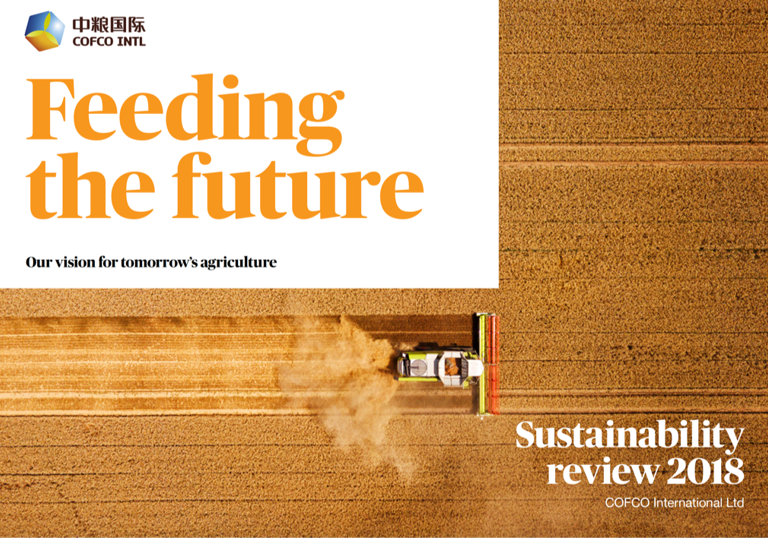 中粮国际
COFCO INTL
Feeding
the future
Our vision for tomorrow's agriculture
Sustainability
review 2018
COFCO International Ltd